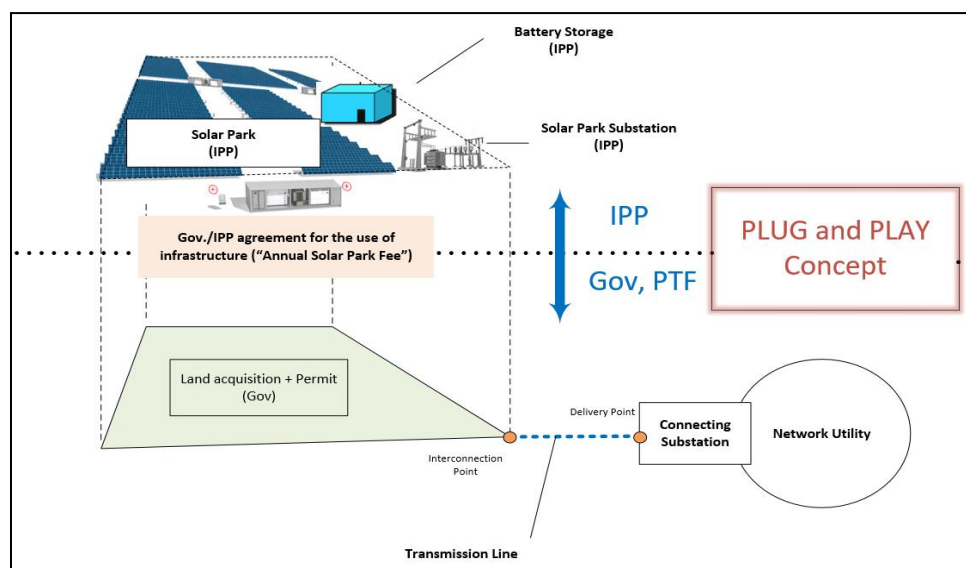 Battery Storage
(IPP)
Solar Park
(IPP)
Solar Park Substation
(IPP)
Gov./IPP agreement for the use of
infrastructure (“Annual Solar Park Fee”)
IPP
Gov, PTF
PLUG and PLAY
Concept
Land acquisition + Permit
(Gov)
Interconnection
Point
Delivery Point
Connecting
Substation
Network Utility
Transmission Line